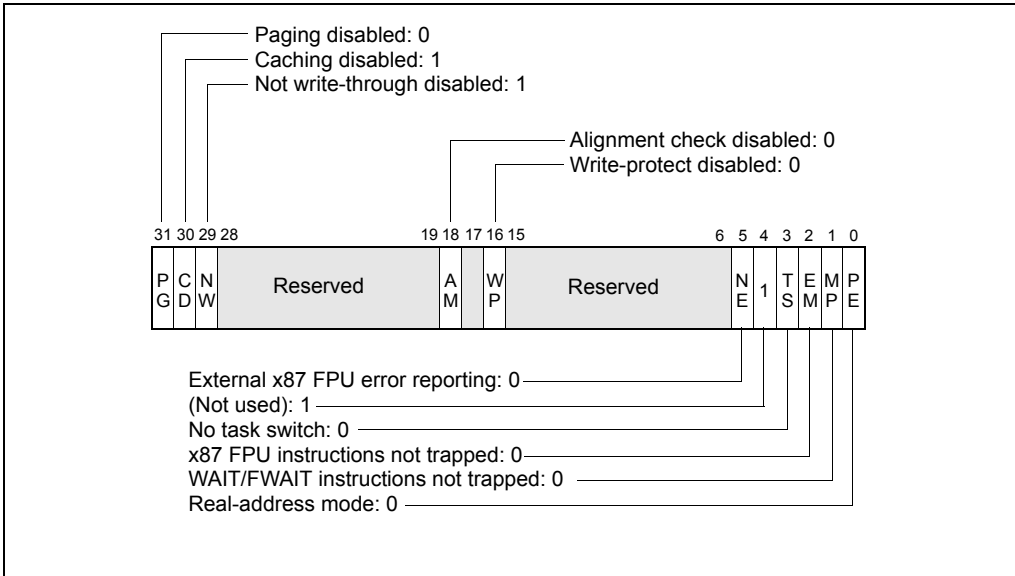 Paging disabled: 0
Caching disabled: 1
Not write-through disabled: 1
Alignment check disabled: 0
Write-protect disabled: 0
31 30 29 28 19 18 17 16 15 6 5 4 3 2 1 0
P C N Reserved A W Reserved N 1 T E M P
G D W M P E S M P E
External x87 FPU error reporting: 0
(Not used): 1
No task switch: 0
x87 FPU instructions not trapped: 0
WAIT/FWAIT instructions not trapped: 0
Real-address mode: 0